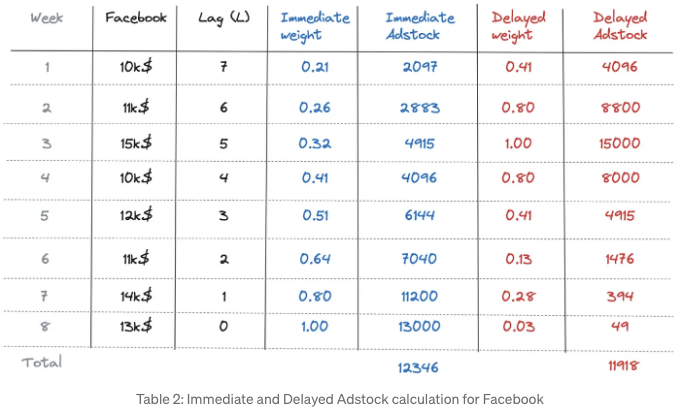 Week Facebook Lag (L) Immediate weight Immediate Adstock Delayed weight Delayed Adstock
1 10k$ 7 0.21 2097 0.41 4096
2 11k$ 6 0.26 2883 0.80 8800
3 15k$ 5 0.32 4915 1.00 15000
4 10k$ 4 0.41 4096 0.80 8000
5 12k$ 3 0.51 6144 0.41 4915
6 11k$ 2 0.64 7040 0.13 1476
7 14k$ 1 0.80 11200 0.28 394
8 13k$ 0 1.00 13000 0.03 49
Total 12346 11918
Table 2: Immediate and Delayed Adstock calculation for Facebook